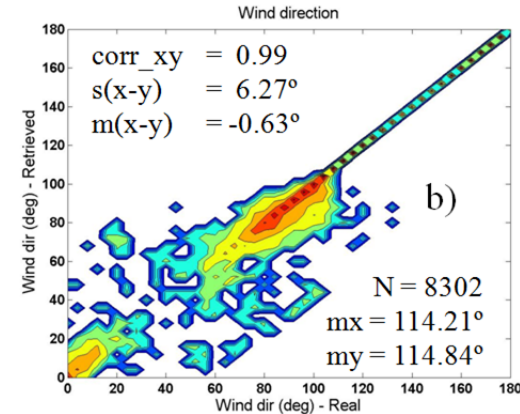 Wind direction
180
160
140
120
100
80
60
40
20
0
Wind dir (deg) - Retrieved
corr_xy = 0.99
s(x-y) = 6.27º
m(x-y) = -0.63º
b)
N = 8302
mx = 114.21º
my = 114.84º
0 20 40 60 80 100 120 140 160 180
Wind dir (deg) - Real